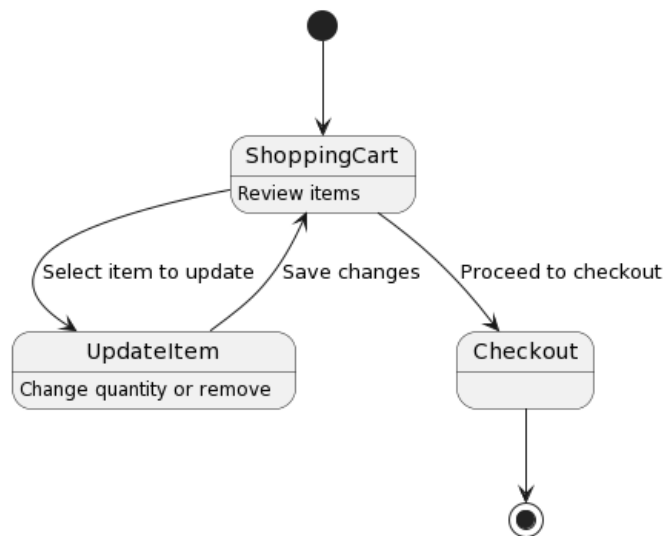 ShoppingCart
Review items
Select item to update
Save changes
Proceed to checkout
UpdateItem
Change quantity or remove
Checkout